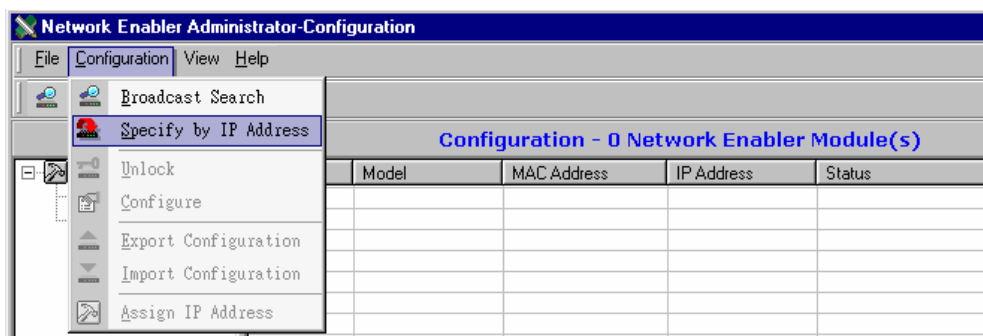 Network Enabler Administrator-Configuration
File Configuration View Help
Broadcast Search
Specify by IP Address
Configuration - 0 Network Enabler Module(s)
Unlock
Model MAC Address IP Address Status
Configure
Export Configuration
Import Configuration
Assign IP Address